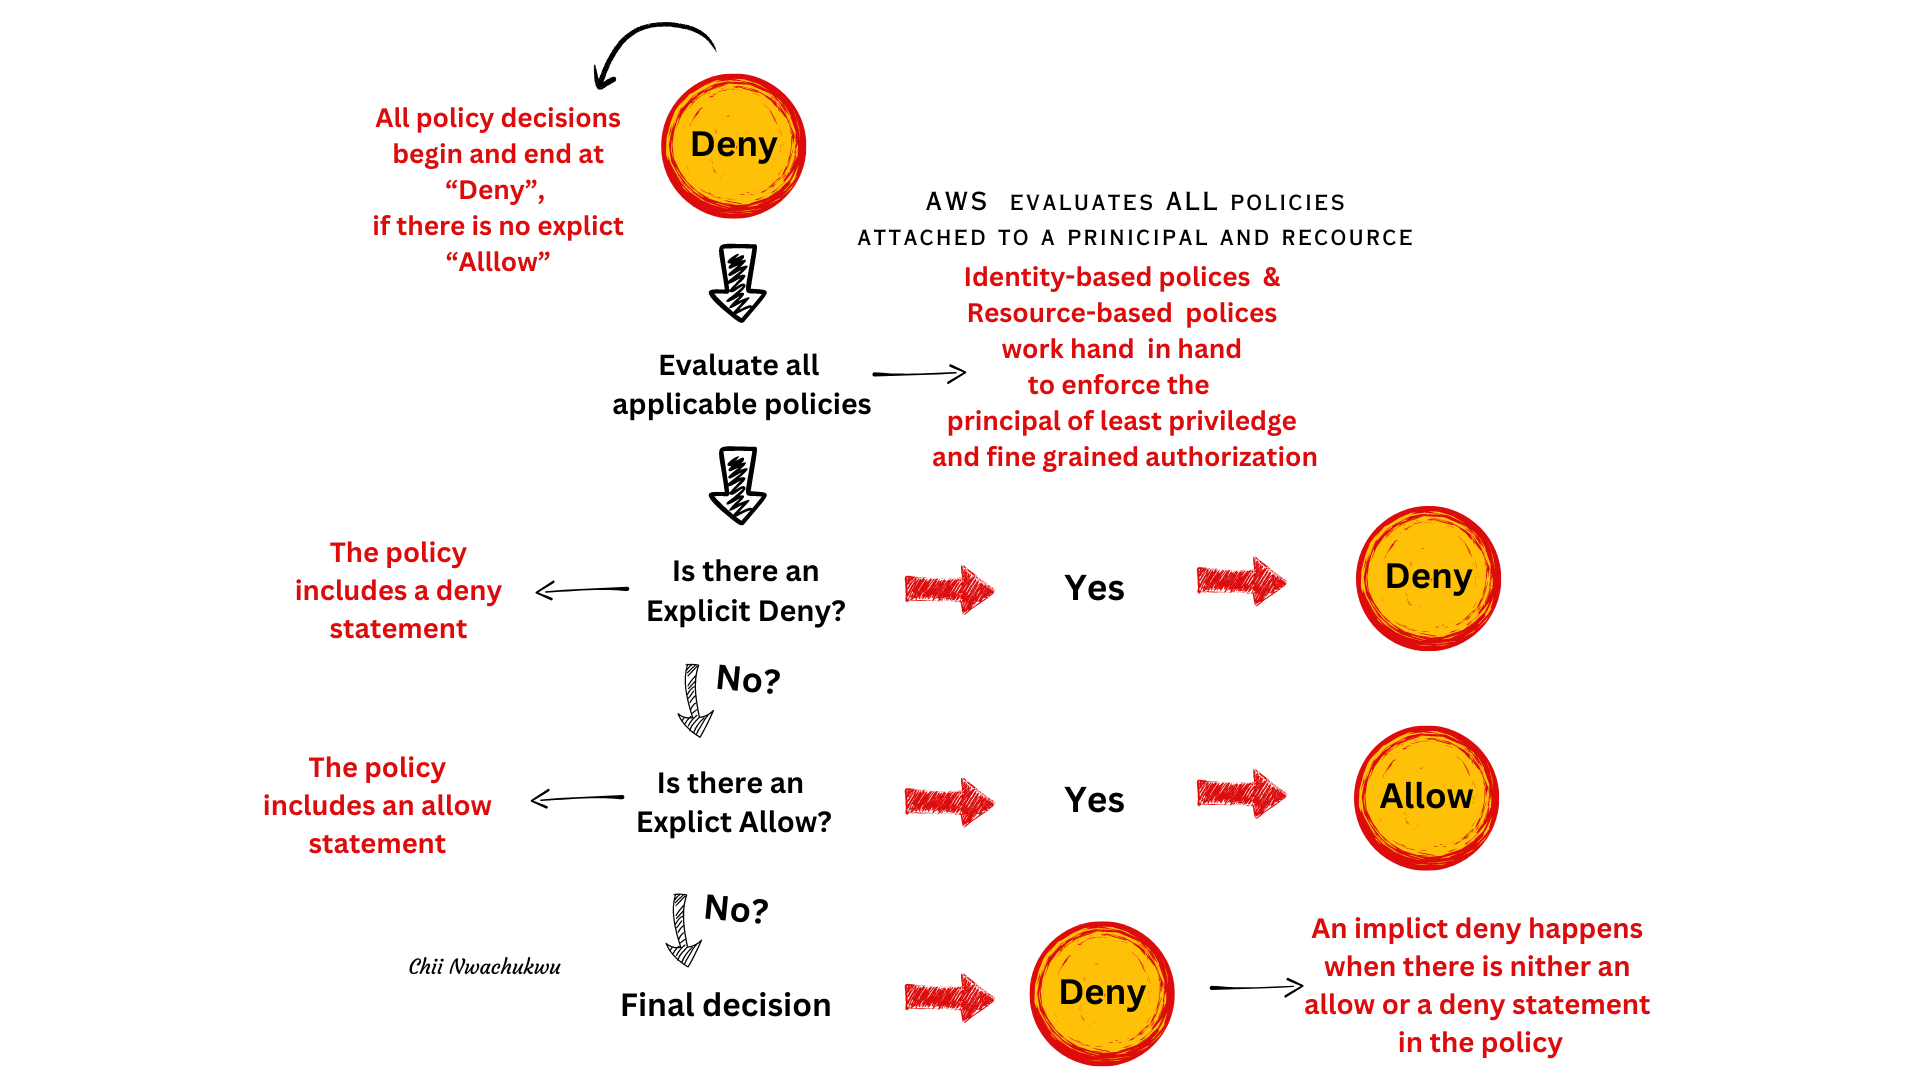 Deny
All policy decisions
begin and end at
“Deny”,
if there is no explict
“Alllow”
AWS EVALUATES ALL POLICIES
ATTACHED TO A PRINICIPAL AND RECOURCE
Identity-based polices &
Resource-based polices
work hand in hand
to enforce the
principal of least priviledge
and fine grained authorization
Evaluate all
applicable policies
The policy
includes a deny
statement
Is there an
Explicit Deny?
Yes
Deny
No?
The policy
includes an allow
statement
Is there an
Explict Allow?
Yes
Allow
No?
Chii Nwachukwu
Final decision
Deny
An implict deny happens
when there is nither an
allow or a deny statement
in the policy